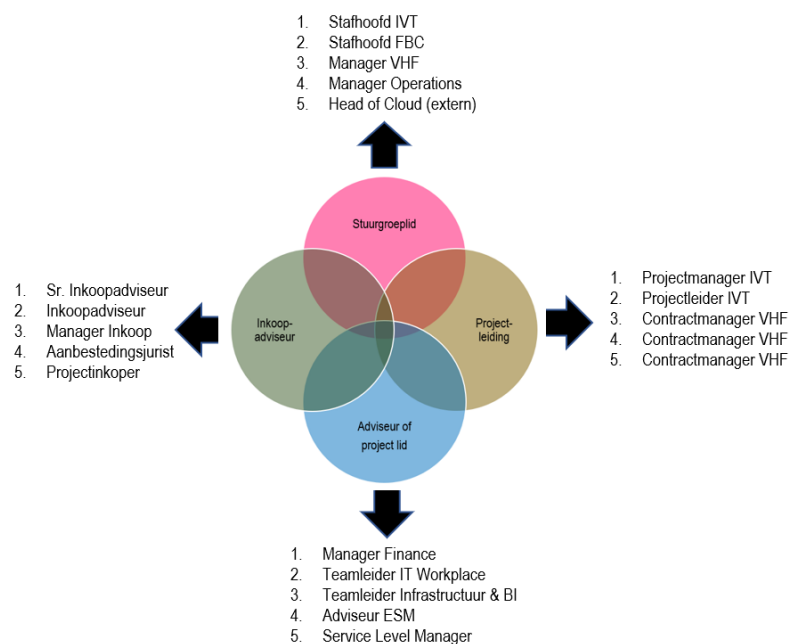 1. Stafhoofd IVT
2. Stafhoofd FBC
3. Manager VHF
4. Manager Operations
5. Head of Cloud (extern)
Stuurgroeplid
1. Sr. Inkoopadviseur
2. Inkoopadviseur
3. Manager Inkoop
4. Aanbestedingsjurist
5. Projectinkoper
Inkoop-
adviseur
Project-
leiding
1. Projectmanager IVT
2. Projectleider IVT
3. Contractmanager VHF
4. Contractmanager VHF
5. Contractmanager VHF
Adviseur of
project lid
1. Manager Finance
2. Teamleider IT Workplace
3. Teamleider Infrastructuur & BI
4. Adviseur ESM
5. Service Level Manager